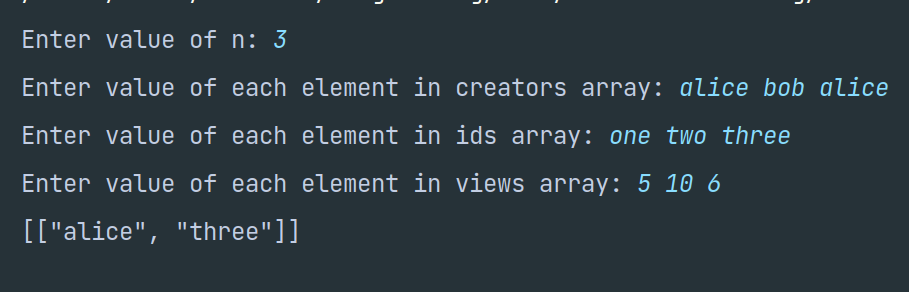 Enter value of n: 3
Enter value of each element in creators array: alice bob alice
Enter value of each element in ids array: one two three
Enter value of each element in views array: 5 10 6
[["alice", "three"]]